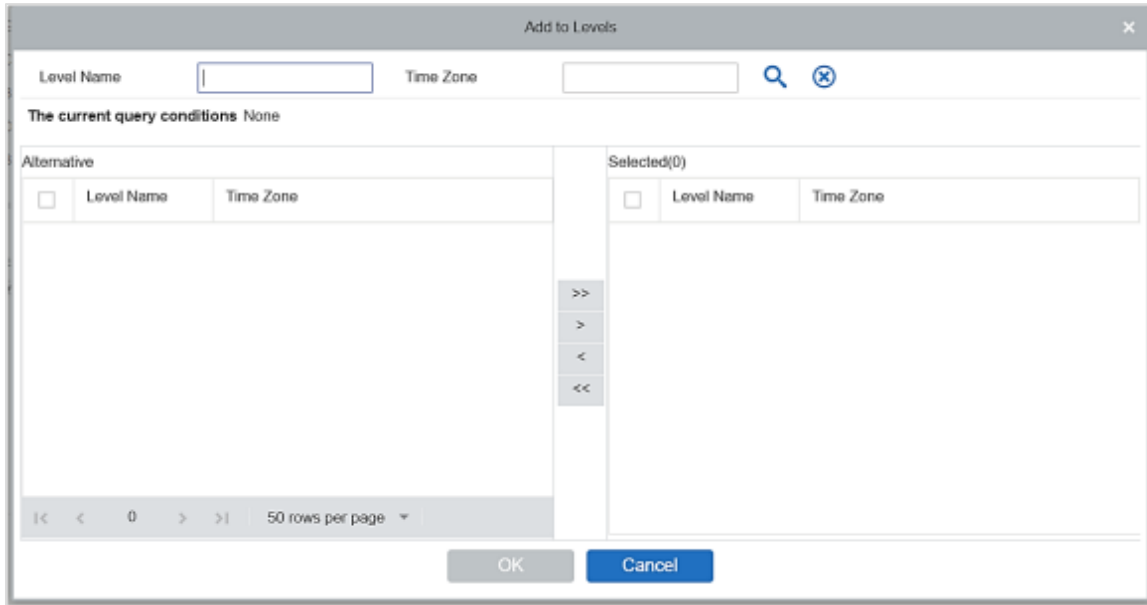 Add to Levels ×
Level Name Time Zone
The current query conditions None
Alternative Selected(0)
Level Name Time Zone Level Name Time Zone
>>
>
<
<<
|< < 0 > >| 50 rows per page
OK Cancel